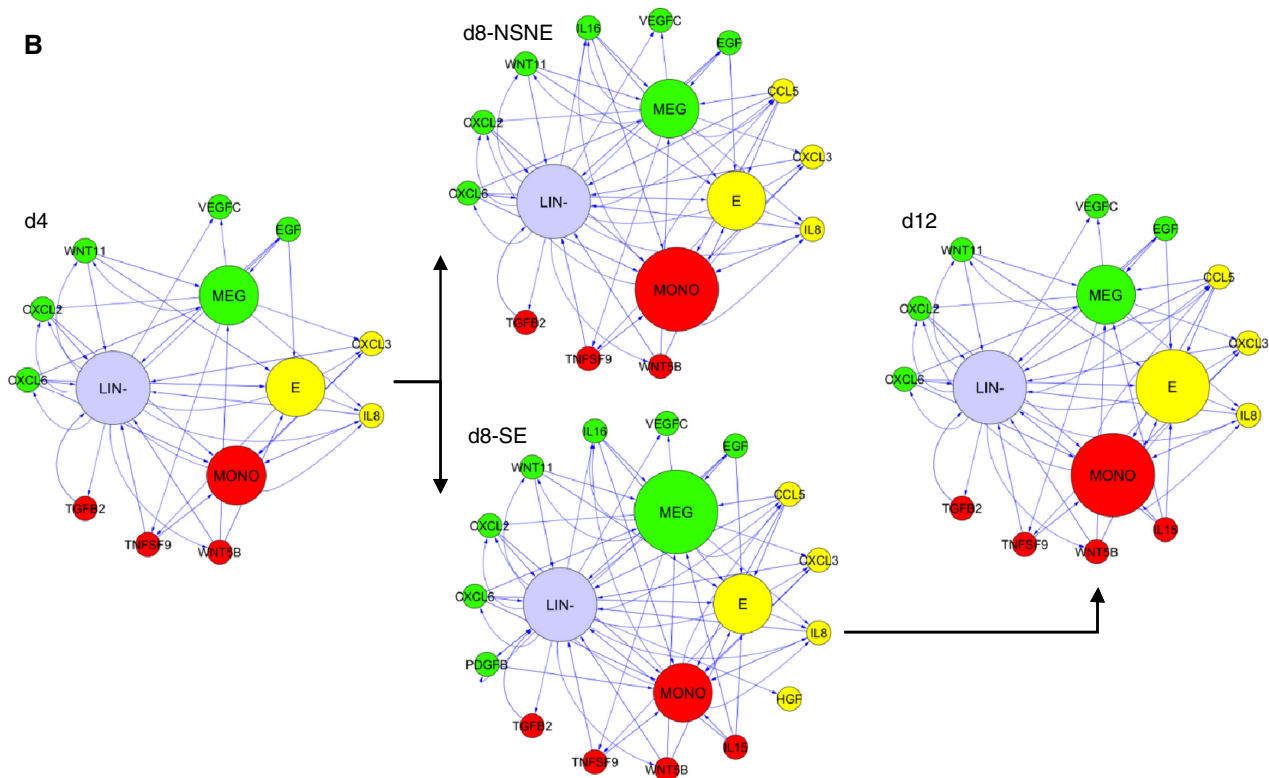 B
d8-NSNE
IL16
VEGFC
EGF
WNT11
CCL5
MEG
CXCL2
CXCL3
CXCL6
LIN-
E
IL8
MONO
TGFB2
TNFSF9
WNT5B
d4
VEGFC
EGF
WNT11
MEG
CXCL2
CXCL3
CXCL6
LIN-
E
IL8
MONO
TGFB2
TNFSF9
WNT5B
d8-SE
IL16
VEGFC
EGF
WNT11
CCL5
MEG
CXCL2
CXCL3
CXCL6
LIN-
E
IL8
PDGFB
MONO
HGF
TGFB2
IL15
TNFSF9
WNT5B
d12
VEGFC
EGF
WNT11
CCL5
MEG
CXCL2
CXCL3
CXCL6
LIN-
E
IL8
MONO
TGFB2
IL15
TNFSF9
WNT5B